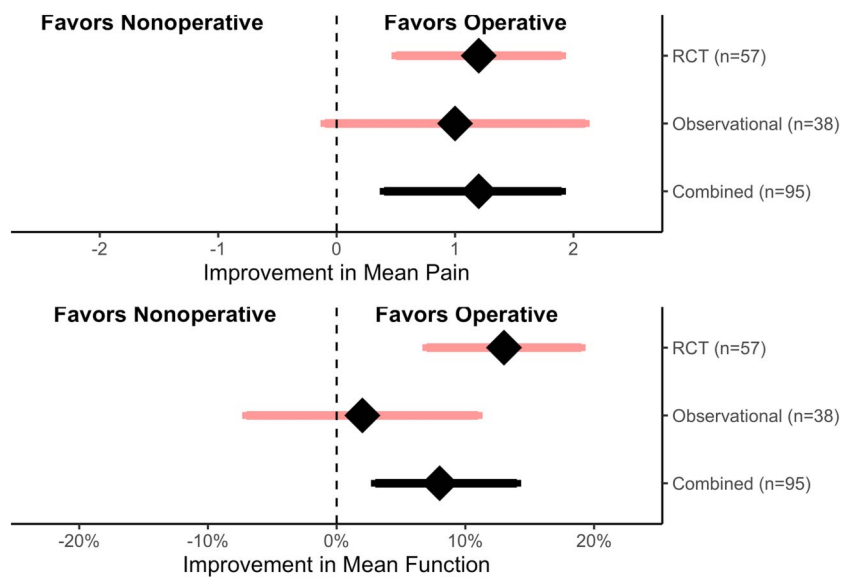 Favors Nonoperative Favors Operative
RCT (n=57)
Observational (n=38)
Combined (n=95)
-2 -1 0 1 2
Improvement in Mean Pain
Favors Nonoperative Favors Operative
RCT (n=57)
Observational (n=38)
Combined (n=95)
-20% -10% 0% 10% 20%
Improvement in Mean Function